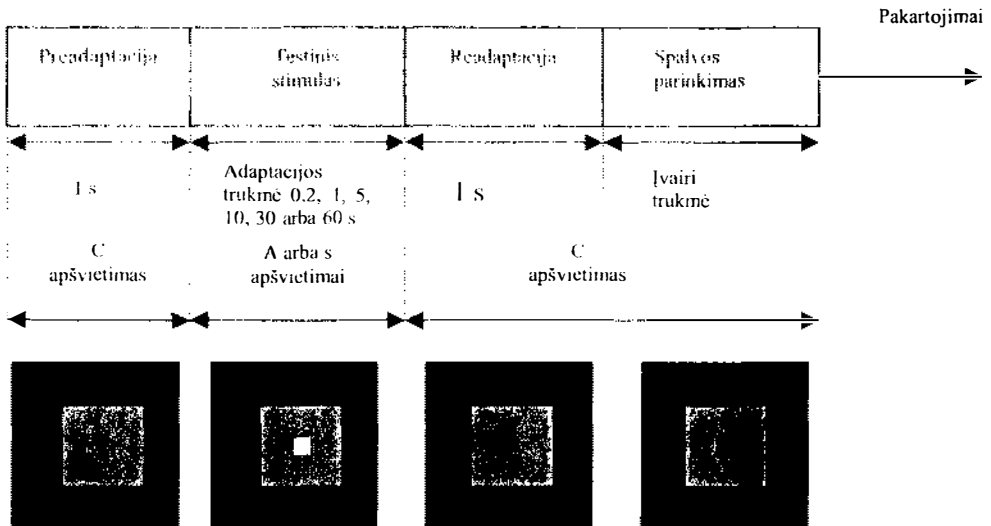 Pakartojimai
Preadaptacija
Testinis
stimulas
Readaptacija
Spalvos
parinkimas
1 s
Adaptacijos
trukmė 0.2, 1, 5,
10, 30 arba 60 s
1 s
Įvairi
trukmė
C
apšvietimas
A arba s
apšvietimai
C
apšvietimas